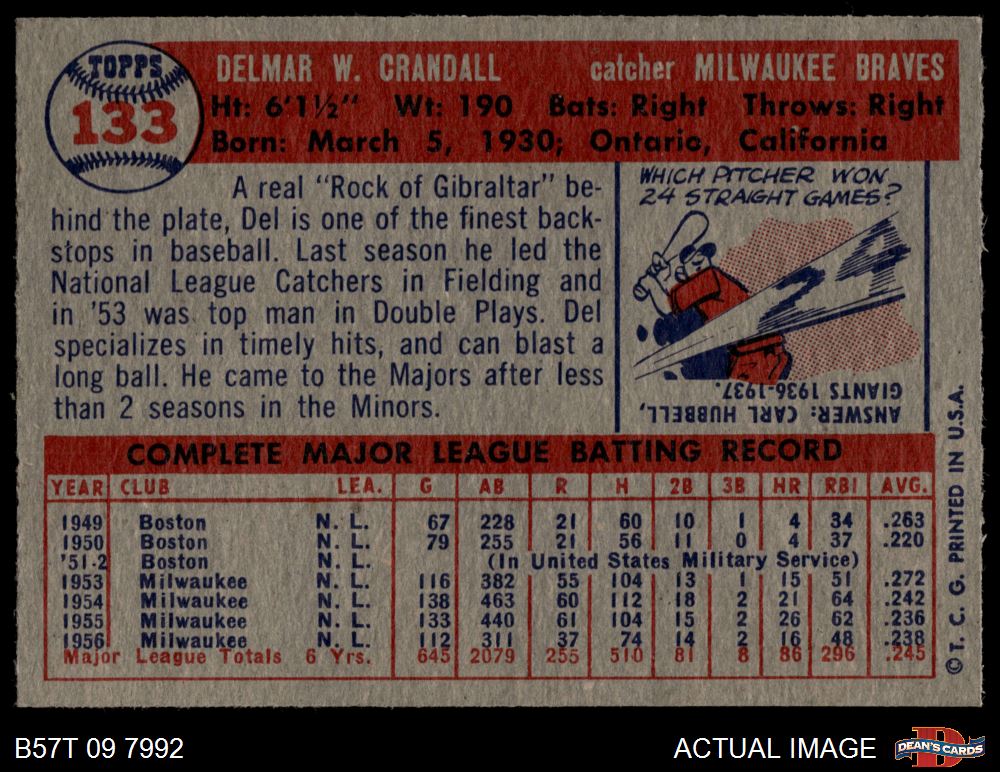 TOPPS
133
DELMAR W. CRANDALL catcher MILWAUKEE BRAVES
Ht: 6'1½" Wt: 190 Bats: Right Throws: Right
Born: March 5, 1930; Ontario, California
A real "Rock of Gibraltar" be-
hind the plate, Del is one of the finest back-
stops in baseball. Last season he led the
National League Catchers in Fielding and
in '53 was top man in Double Plays. Del
specializes in timely hits, and can blast a
long ball. He came to the Majors after less
than 2 seasons in the Minors.
WHICH PITCHER WON
24 STRAIGHT GAMES?
24
ANSWER: CARL HUBBELL,
GIANTS 1936-1937.
COMPLETE MAJOR LEAGUE BATTING RECORD
YEAR CLUB LEA. G AB R H 2B 3B HR RBI AVG.
1949 Boston N. L. 67 228 21 60 10 1 4 34 .263
1950 Boston N. L. 79 255 21 56 11 0 4 37 .220
'51-2 Boston N. L. (In United States Military Service)
1953 Milwaukee N. L. 116 382 55 104 13 1 15 51 .272
1954 Milwaukee N. L. 138 463 60 112 18 2 21 64 .242
1955 Milwaukee N. L. 133 440 61 104 15 2 26 62 .236
1956 Milwaukee N. L. 112 311 37 74 14 2 16 48 .238
Major League Totals 6 Yrs. 645 2079 255 510 81 8 86 296 .245
© T. C. G. PRINTED IN U.S.A.
B57T 09 7992
ACTUAL IMAGE
DEAN'S CARDS